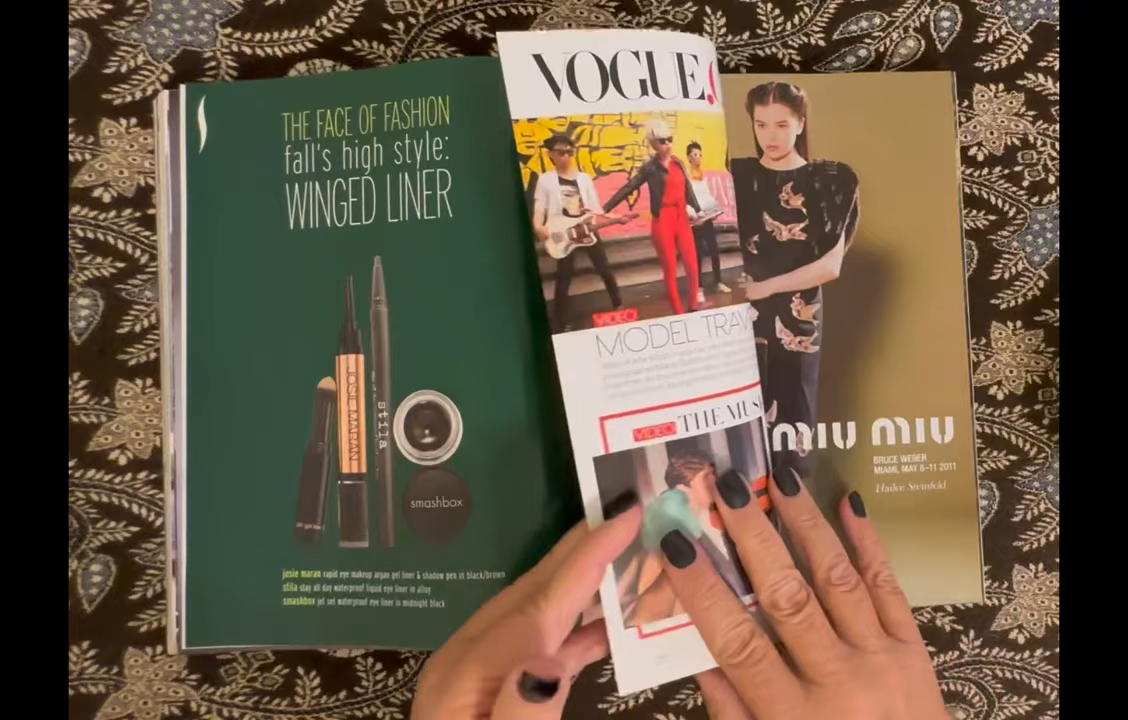 THE FACE OF FASHION
fall's high style:
WINGED LINER
JOSIE MARAN
stila
smashbox
josie maran rapid eye makeup argan gel liner & shadow pen in black/brown
stila stay all day waterproof liquid eye liner in alloy
smashbox jet set waterproof eye liner in midnight black
VOGUE.
VIDEO
MODEL TRAV
VIDEO THE MUS
miu miu
BRUCE WEBER
MIAMI, MAY 8–11 2011
Hailee Steinfeld